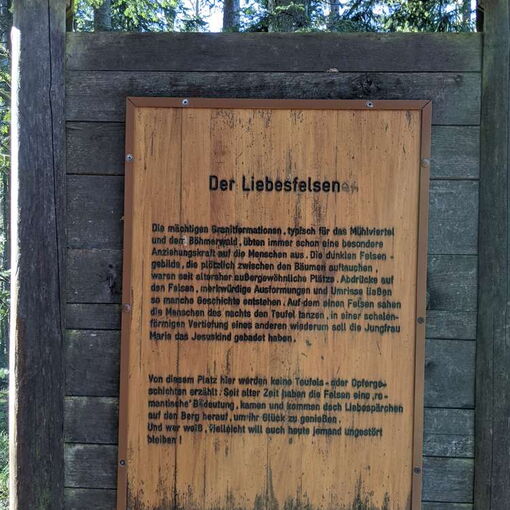 Der Liebesfelsen
Die mächtigen Granitformationen, typisch für das Mühlviertel
und dem Böhmerwald, übten immer schon eine besondere
Anziehungskraft auf die Menschen aus. Die dunklen Felsen-
gebilde, die plötzlich zwischen den Bäumen auftauchen,
waren seit altersher außergewöhnliche Plätze. Abdrücke auf
den Felsen, merkwürdige Ausformungen und Umrisse ließen
so manche Geschichte entstehen. Auf dem einen Felsen sahen
die Menschen des nachts den Teufel tanzen, in einer schalen-
förmigen Vertiefung eines anderen wiederum soll die Jungfrau
Maria das Jesuskind gebadet haben.
Von diesem Platz hier werden keine Teufels- oder Opferge-
schichten erzählt. Seit alter Zeit haben die Felsen eine „ro-
mantische" Bedeutung, kamen und kommen doch Liebespärchen
auf den Berg herauf, um ihr Glück zu genießen.
Und wer weiß, vielleicht will auch heute jemand ungestört
bleiben!